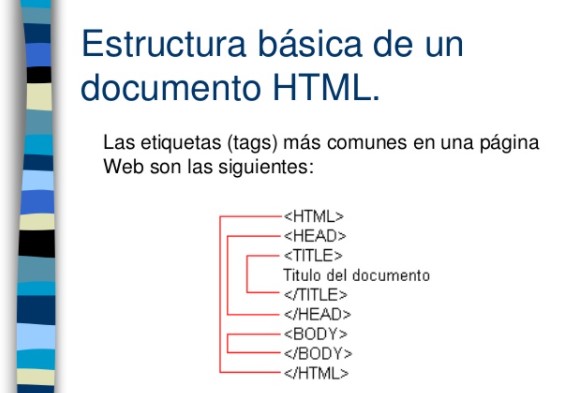 Estructura básica de un
documento HTML.
Las etiquetas (tags) más comunes en una página
Web son las siguientes:
<HTML>
<HEAD>
<TITLE>
Titulo del documento
</TITLE>
</HEAD>
<BODY>
</BODY>
</HTML>